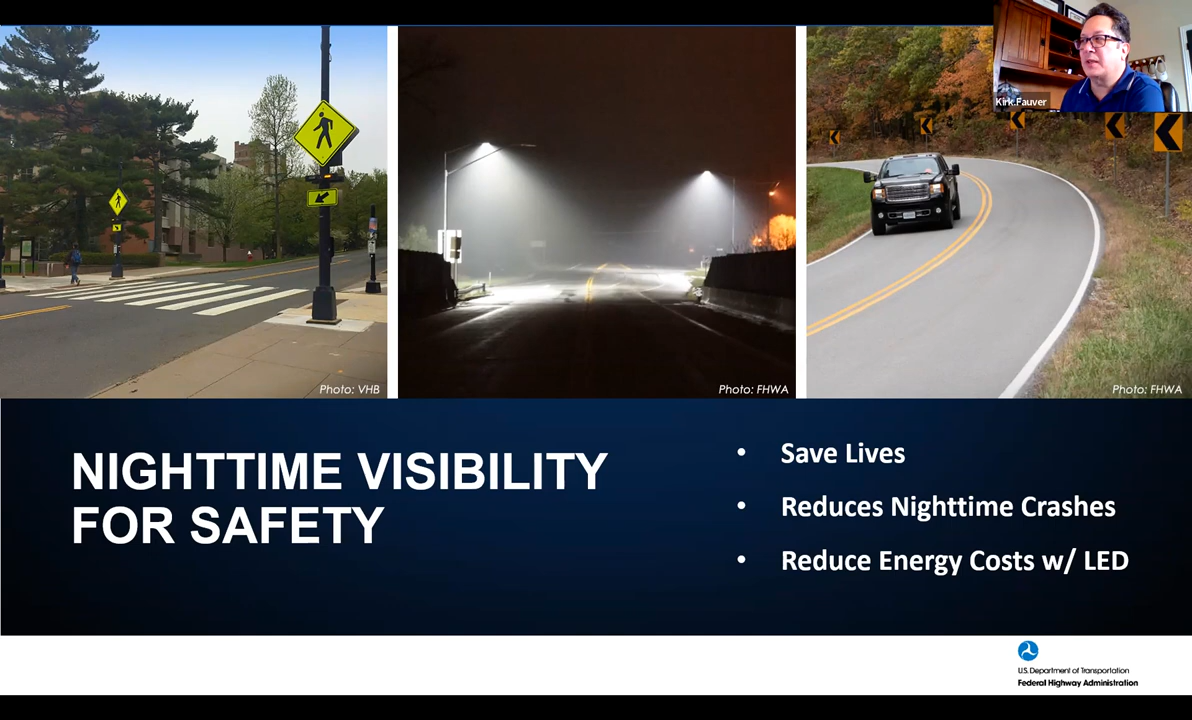 Kirk.Fauver
Photo: VHB
Photo: FHWA
Photo: FHWA
NIGHTTIME VISIBILITY
FOR SAFETY
• Save Lives
• Reduces Nighttime Crashes
• Reduce Energy Costs w/ LED
U.S. Department of Transportation
Federal Highway Administration